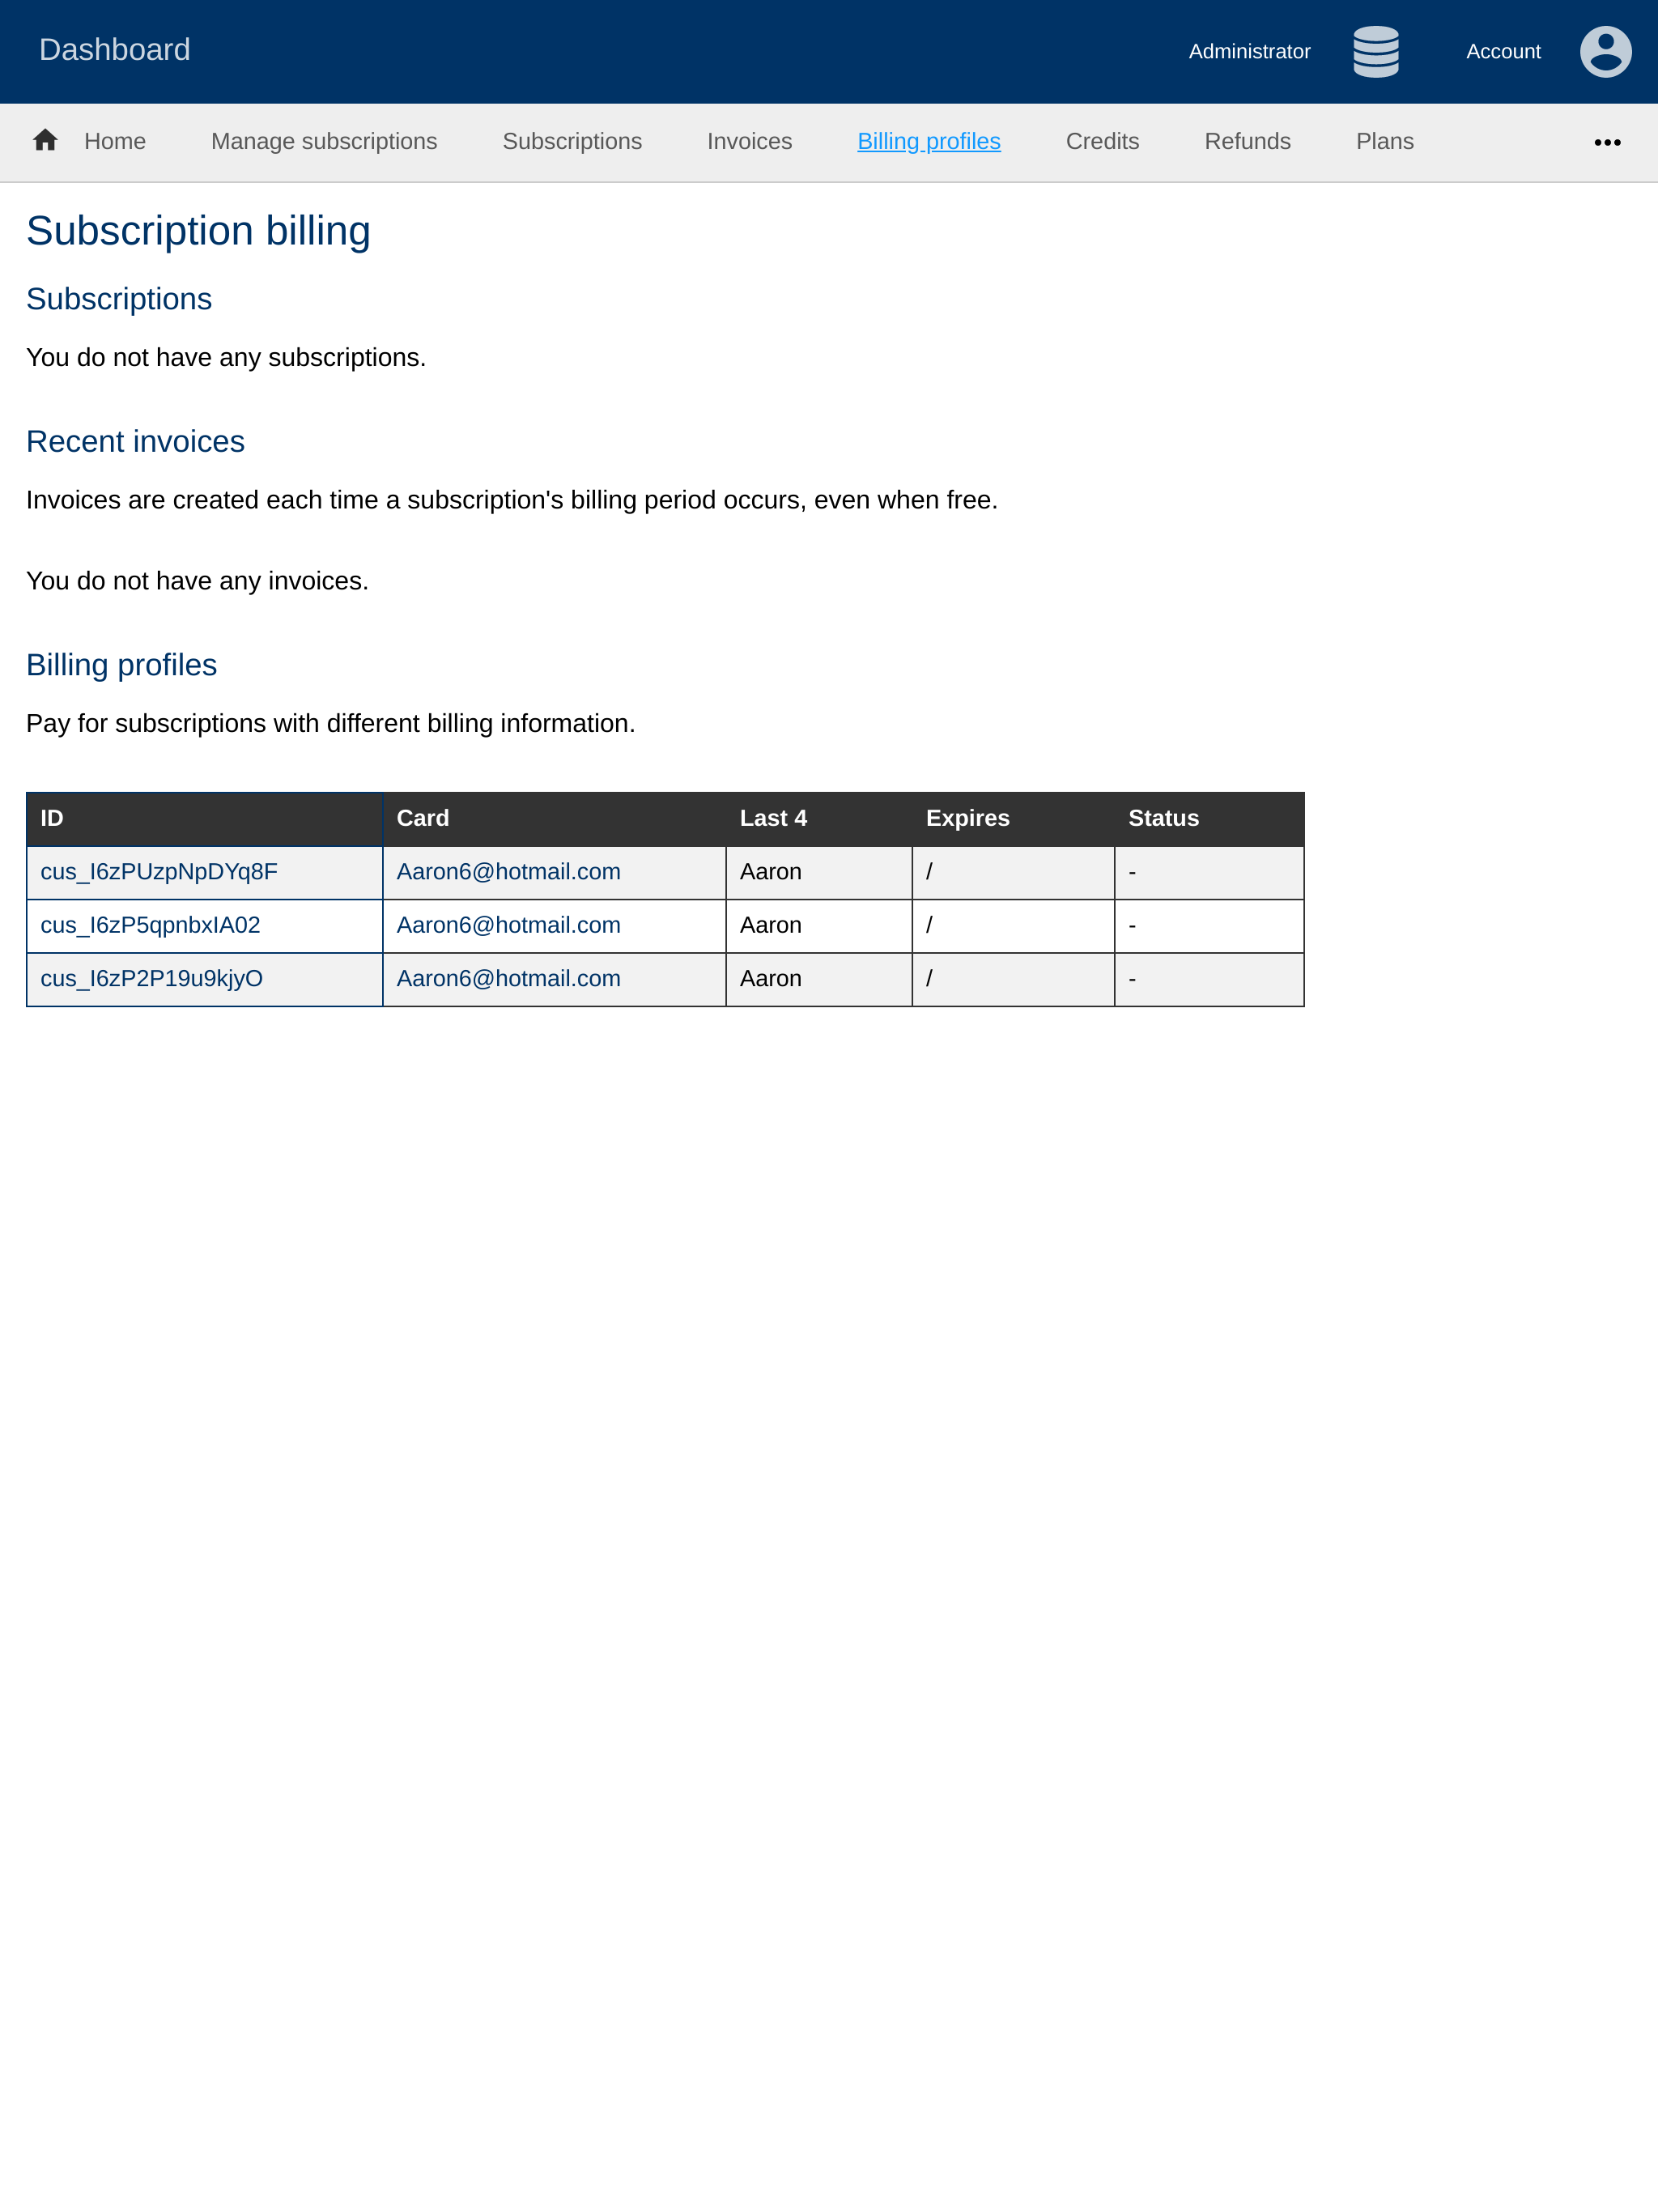 Dashboard Administrator Account
Home Manage subscriptions Subscriptions Invoices Billing profiles Credits Refunds Plans •••
Subscription billing
Subscriptions
You do not have any subscriptions.
Recent invoices
Invoices are created each time a subscription's billing period occurs, even when free.
You do not have any invoices.
Billing profiles
Pay for subscriptions with different billing information.
ID Card Last 4 Expires Status
cus_I6zPUzpNpDYq8F Aaron6@hotmail.com Aaron / -
cus_I6zP5qpnbxIA02 Aaron6@hotmail.com Aaron / -
cus_I6zP2P19u9kjyO Aaron6@hotmail.com Aaron / -